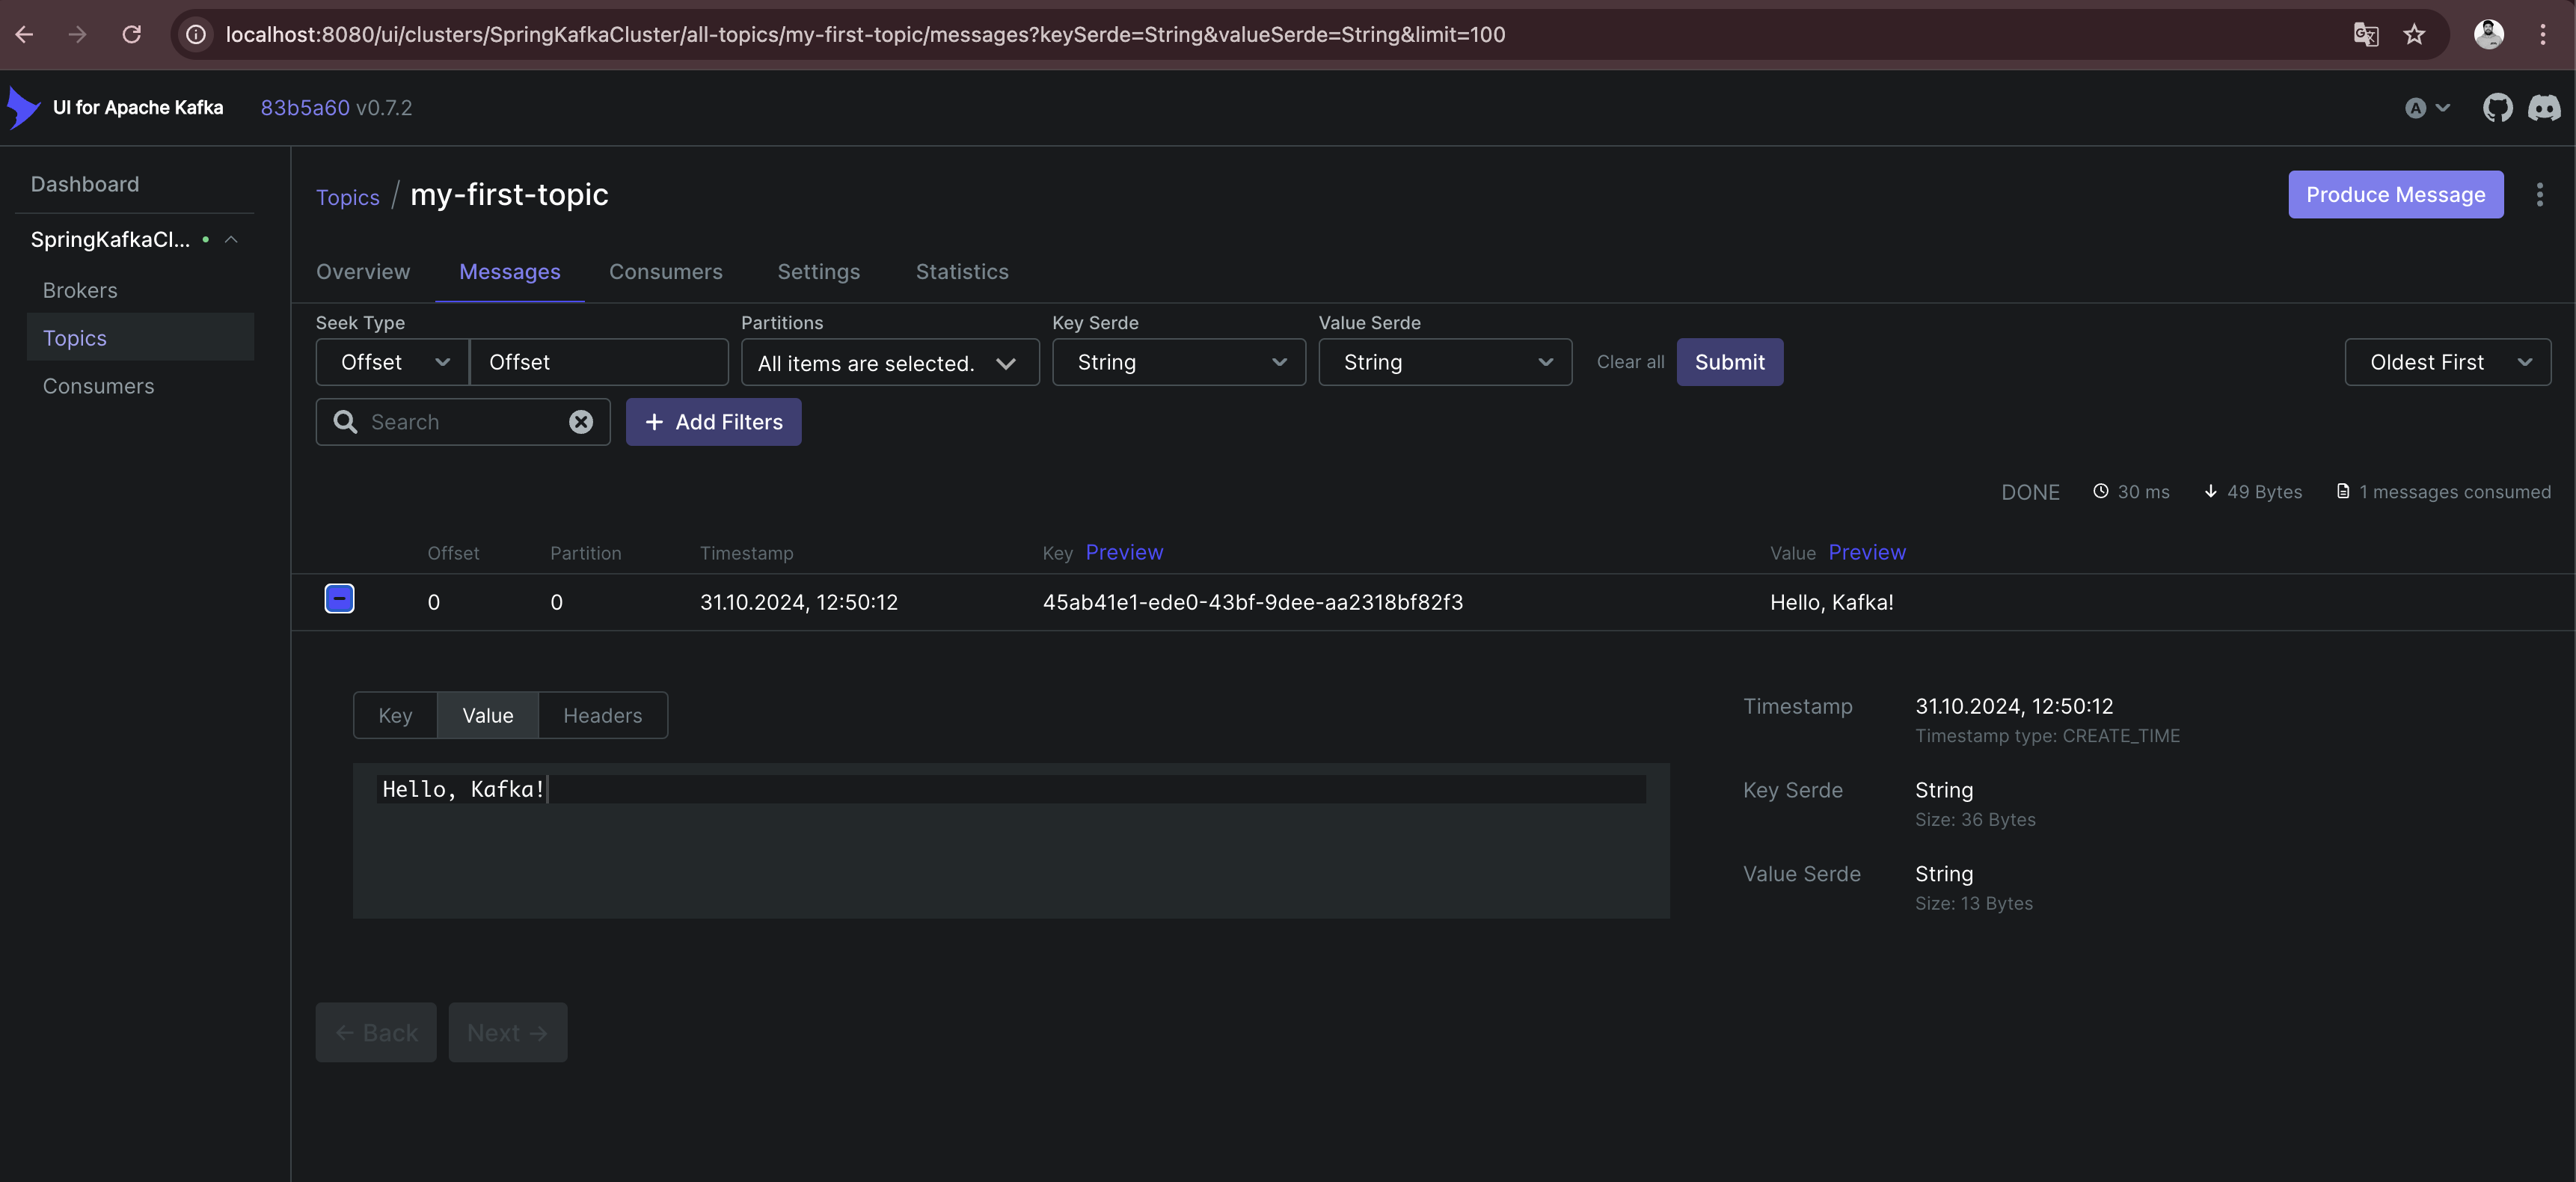 localhost:8080/ui/clusters/SpringKafkaCluster/all-topics/my-first-topic/messages?keySerde=String&valueSerde=String&limit=100
UI for Apache Kafka 83b5a60 v0.7.2 A
Dashboard
SpringKafkaCl...
Brokers
Topics
Consumers
Topics / my-first-topic
Produce Message
Overview Messages Consumers Settings Statistics
Seek Type Partitions Key Serde Value Serde
Offset Offset All items are selected. String String Clear all Submit Oldest First
Search + Add Filters
DONE 30 ms 49 Bytes 1 messages consumed
Offset Partition Timestamp Key Preview Value Preview
0 0 31.10.2024, 12:50:12 45ab41e1-ede0-43bf-9dee-aa2318bf82f3 Hello, Kafka!
Key Value Headers
Hello, Kafka!
Timestamp 31.10.2024, 12:50:12
Timestamp type: CREATE_TIME
Key Serde String
Size: 36 Bytes
Value Serde String
Size: 13 Bytes
← Back Next →